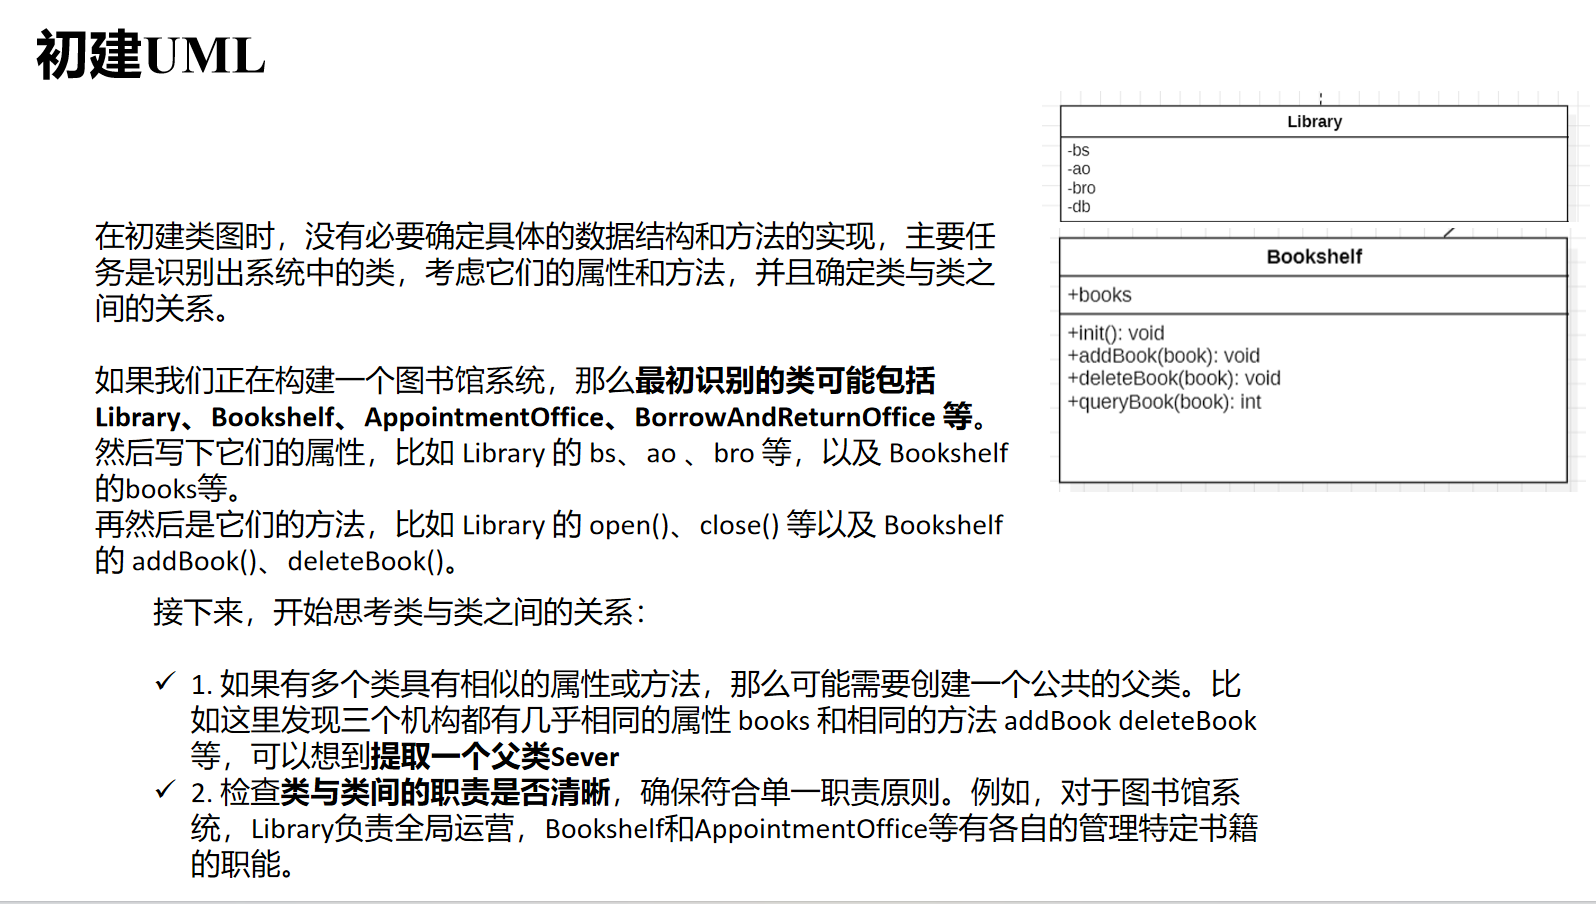 初建UML
在初建类图时，没有必要确定具体的数据结构和方法的实现，主要任
务是识别出系统中的类，考虑它们的属性和方法，并且确定类与类之
间的关系。
如果我们正在构建一个图书馆系统，那么最初识别的类可能包括
Library、Bookshelf、AppointmentOffice、BorrowAndReturnOffice 等。
然后写下它们的属性，比如 Library 的 bs、ao 、bro 等，以及 Bookshelf
的books等。
再然后是它们的方法，比如 Library 的 open()、close() 等以及 Bookshelf
的 addBook()、deleteBook()。
接下来，开始思考类与类之间的关系：
✓ 1. 如果有多个类具有相似的属性或方法，那么可能需要创建一个公共的父类。比
如这里发现三个机构都有几乎相同的属性 books 和相同的方法 addBook deleteBook
等，可以想到提取一个父类Sever
✓ 2. 检查类与类间的职责是否清晰，确保符合单一职责原则。例如，对于图书馆系
统，Library负责全局运营，Bookshelf和AppointmentOffice等有各自的管理特定书籍
的职能。
Library
-bs
-ao
-bro
-db
Bookshelf
+books
+init(): void
+addBook(book): void
+deleteBook(book): void
+queryBook(book): int